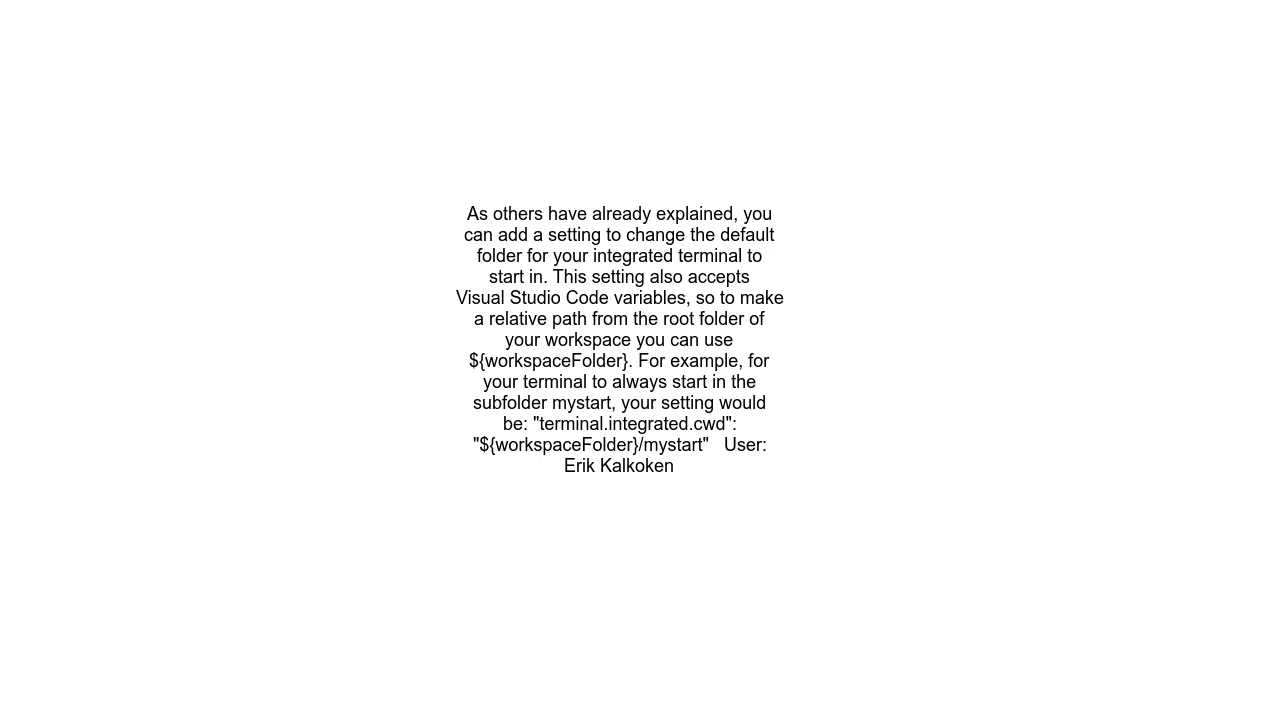 As others have already explained, you
can add a setting to change the default
folder for your integrated terminal to
start in. This setting also accepts
Visual Studio Code variables, so to make
a relative path from the root folder of
your workspace you can use
${workspaceFolder}. For example, for
your terminal to always start in the
subfolder mystart, your setting would
be: "terminal.integrated.cwd":
"${workspaceFolder}/mystart"   User:
Erik Kalkoken